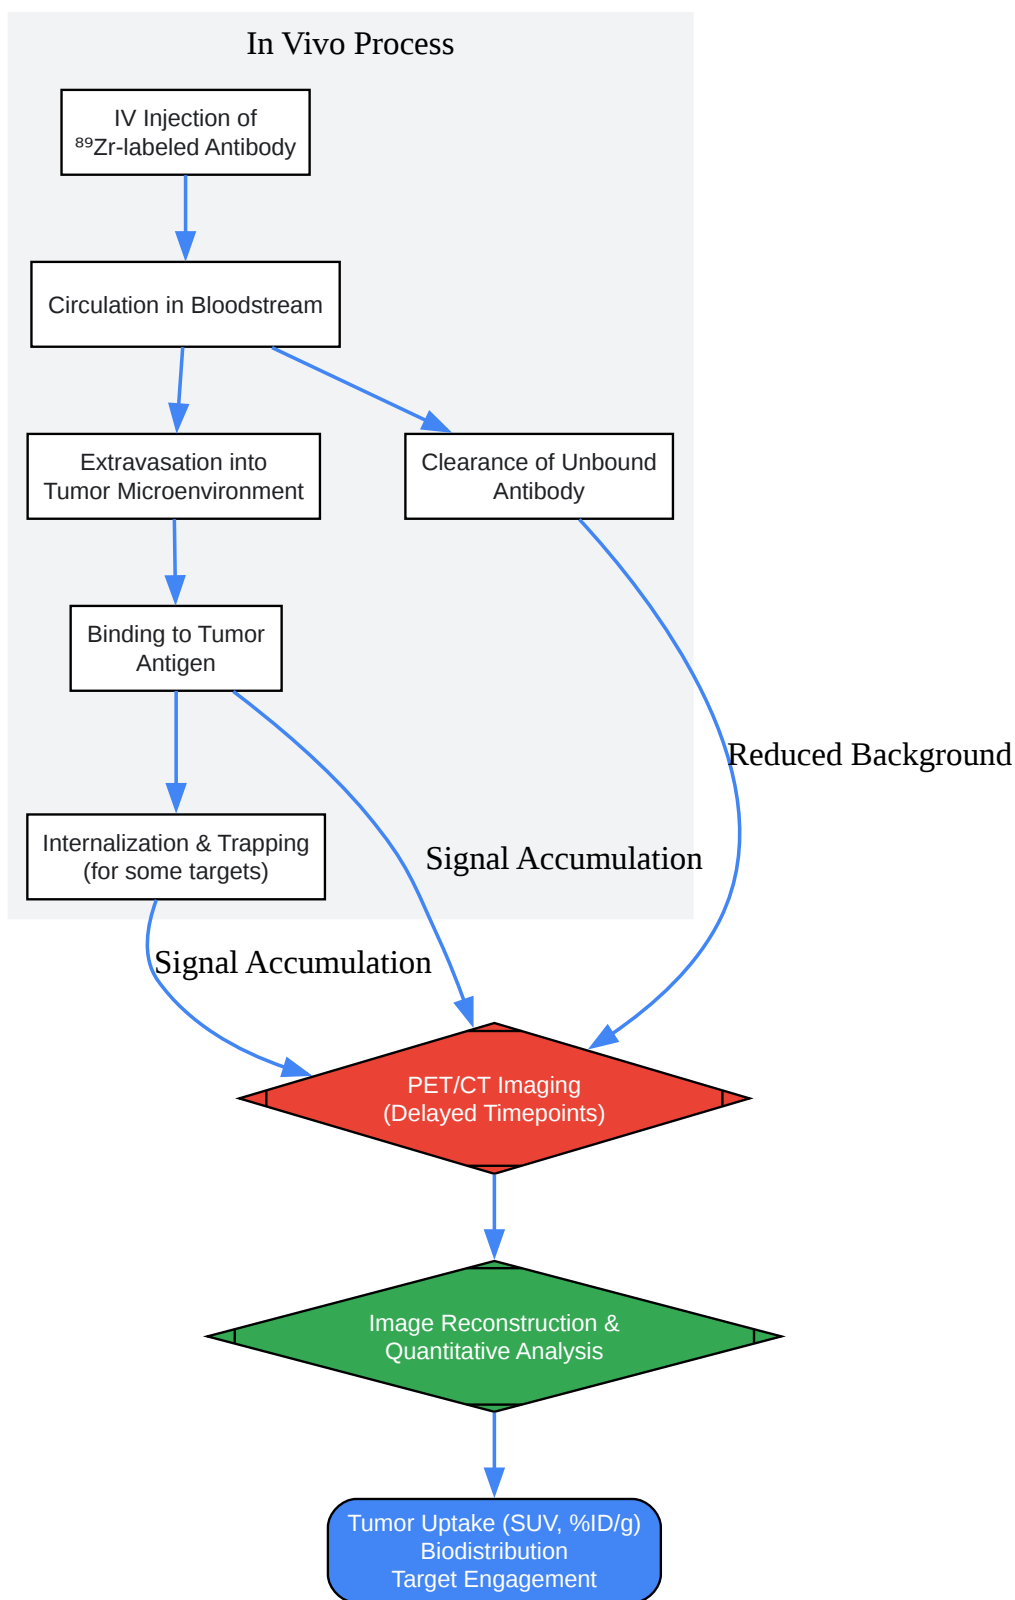 In Vivo Process
IV Injection of
⁸⁹Zr-labeled Antibody
Circulation in Bloodstream
Extravasation into
Tumor Microenvironment
Clearance of Unbound
Antibody
Binding to Tumor
Antigen
Reduced Background
Internalization & Trapping
(for some targets)
Signal Accumulation
Signal Accumulation
PET/CT Imaging
(Delayed Timepoints)
Image Reconstruction &
Quantitative Analysis
Tumor Uptake (SUV, %ID/g)
Biodistribution
Target Engagement